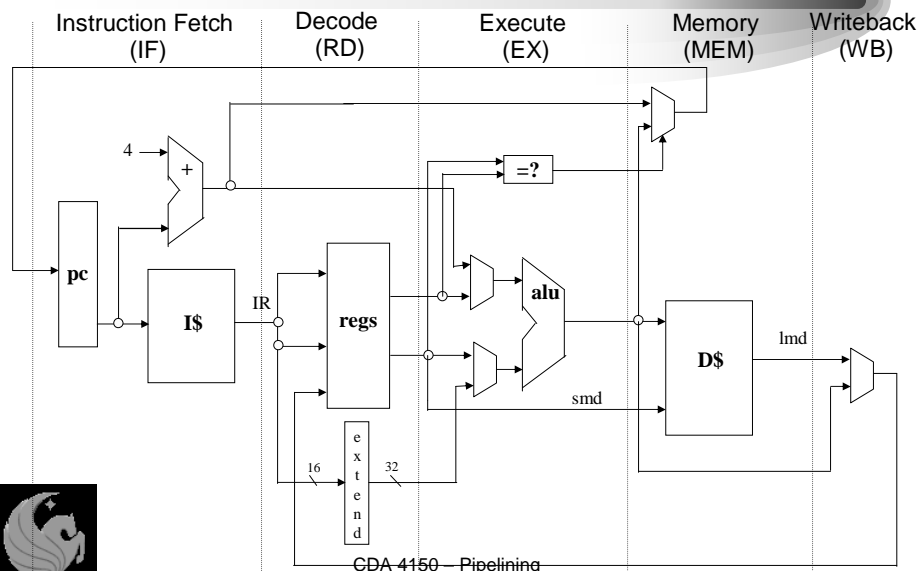 Instruction Fetch
(IF)
Decode
(RD)
Execute
(EX)
Memory
(MEM)
Writeback
(WB)
4
+
=?
pc
I$
IR
regs
alu
D$
lmd
smd
16
extend
32
CDA 4150 – Pipelining